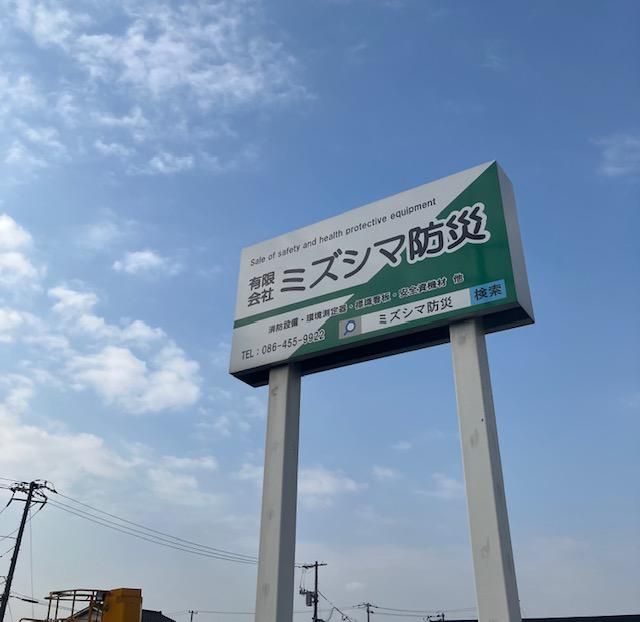 Sale of safety and health protective equipment
有限会社 ミズシマ防災
消防設備・環境測定器・標識看板・安全資機材 他
TEL：086-455-9922 ミズシマ防災 検索